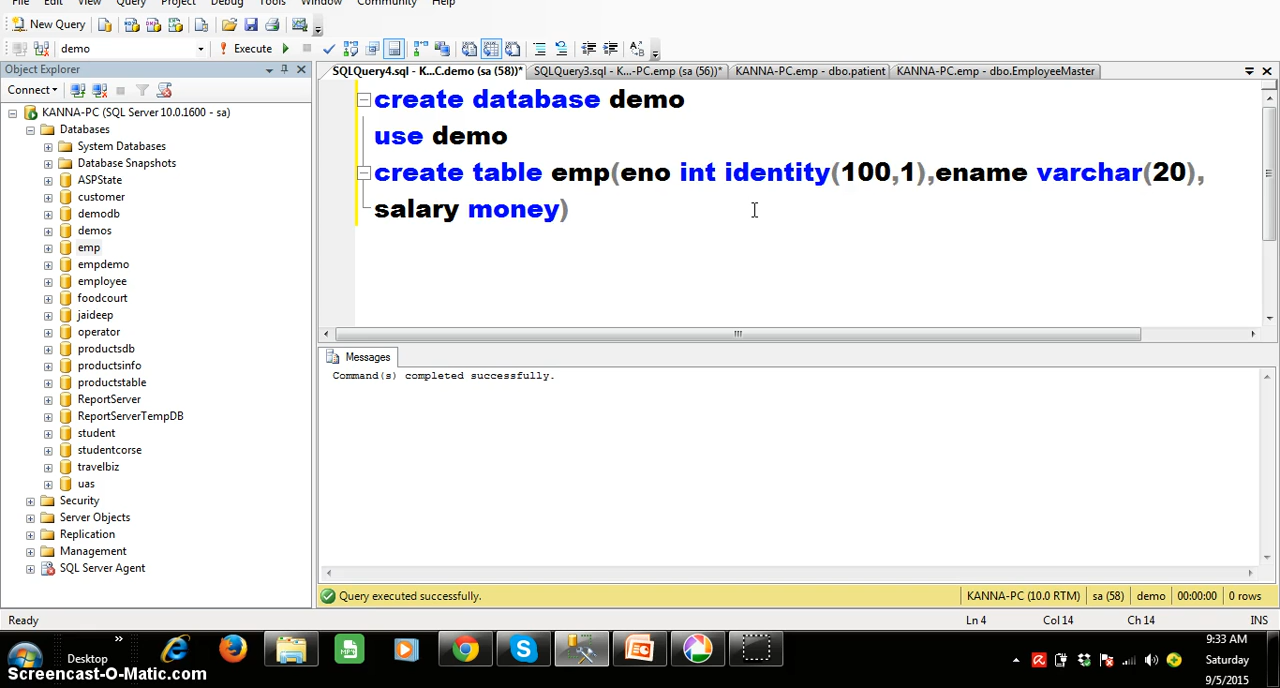 File Edit View Query Project Debug Tools Window Community Help
New Query
demo Execute
Object Explorer
Connect
KANNA-PC (SQL Server 10.0.1600 - sa)
Databases
System Databases
Database Snapshots
ASPState
customer
demodb
demos
emp
empdemo
employee
foodcourt
jaideep
operator
productsdb
productsinfo
productstable
ReportServer
ReportServerTempDB
student
studentcorse
travelbiz
uas
Security
Server Objects
Replication
Management
SQL Server Agent
SQLQuery4.sql - K...C.demo (sa (58))* SQLQuery3.sql - K...-PC.emp (sa (56))* KANNA-PC.emp - dbo.patient KANNA-PC.emp - dbo.EmployeeMaster
create database demo
use demo
create table emp(eno int identity(100,1),ename varchar(20),
salary money)
Messages
Command(s) completed successfully.
Query executed successfully. KANNA-PC (10.0 RTM) sa (58) demo 00:00:00 0 rows
Ready Ln 4 Col 14 Ch 14 INS
Desktop
9:33 AM
Saturday
9/5/2015
Screencast-O-Matic.com